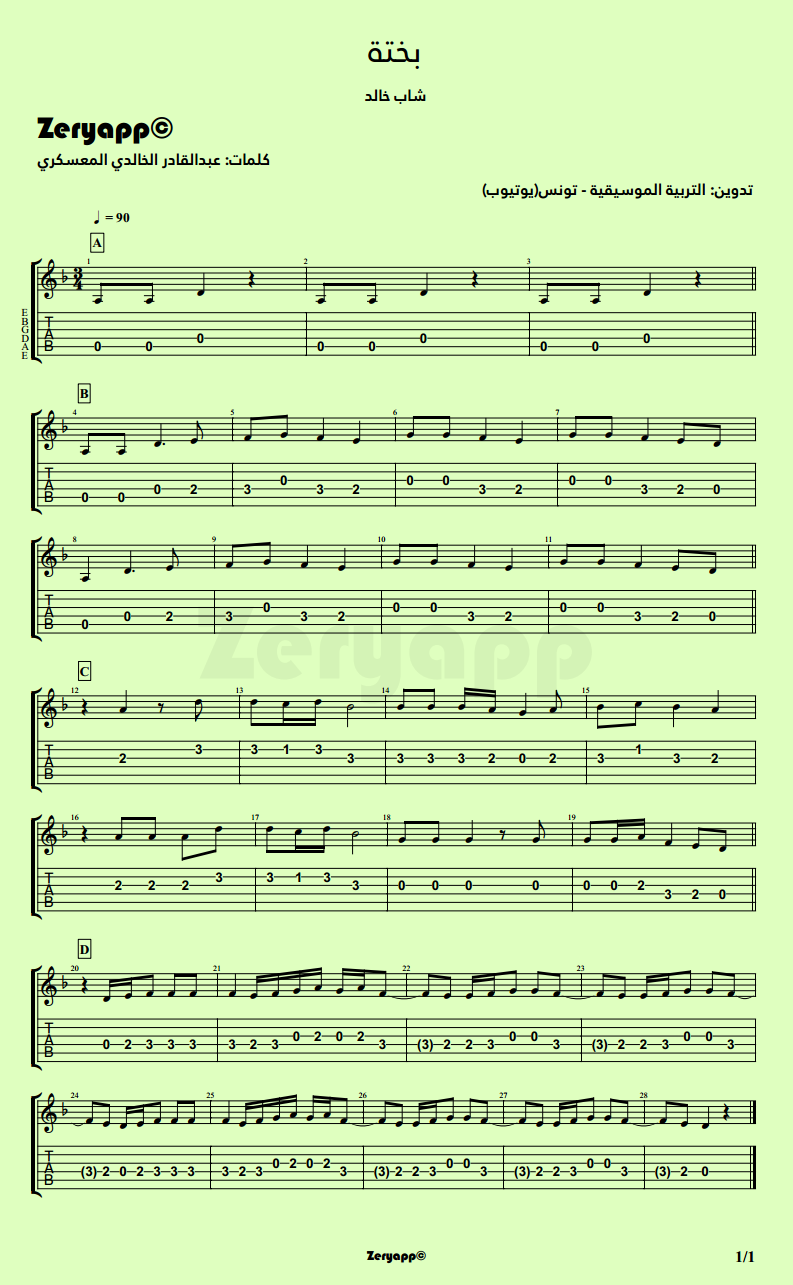 بختة
شاب خالد
Zeryapp©
كلمات: عبدالقادر الخالدي المعسكري
تدوين: التربية الموسيقية - تونس(يوتيوب)
♩ = 90
A
1 2 3
3
4
E
B
G
D
A
E
T
A
B
0 0 0 0 0 0 0 0 0
B
4 5 6 7
T
A
B
0 0 0 2 3 0 3 2 0 0 3 2 0 0 3 2 0
8 9 10 11
T
A
B
0 0 2 3 0 3 2 0 0 3 2 0 0 3 2 0
Zeryapp
C
12 13 14 15
T
A
B
2 3 3 1 3 3 3 3 3 2 0 2 3 1 3 2
16 17 18 19
T
A
B
2 2 2 3 3 1 3 3 0 0 0 0 0 0 2 3 2 0
D
20 21 22 23
T
A
B
0 2 3 3 3 3 2 3 0 2 0 2 3 (3) 2 2 3 0 0 3 (3) 2 2 3 0 0 3
24 25 26 27 28
T
A
B
(3) 2 0 2 3 3 3 3 2 3 0 2 0 2 3 (3) 2 2 3 0 0 3 (3) 2 2 3 0 0 3 (3) 2 0
Zeryapp©
1/1